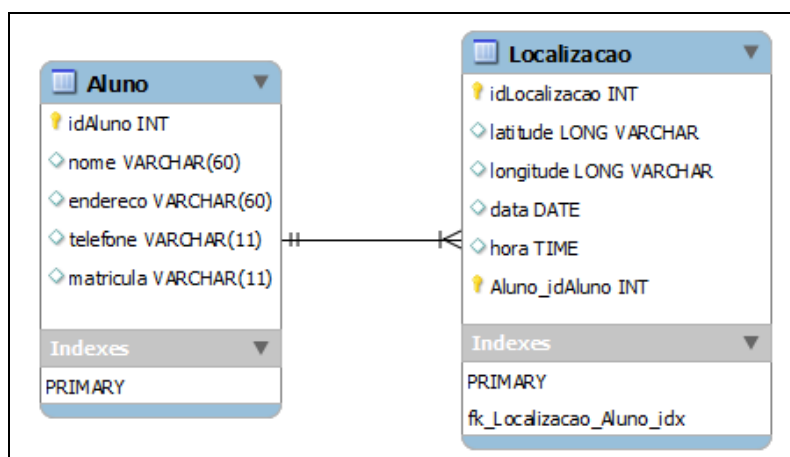 Aluno
idAluno INT
nome VARCHAR(60)
endereco VARCHAR(60)
telefone VARCHAR(11)
matricula VARCHAR(11)
Indexes
PRIMARY
Localizacao
idLocalizacao INT
latitude LONG VARCHAR
longitude LONG VARCHAR
data DATE
hora TIME
Aluno_idAluno INT
Indexes
PRIMARY
fk_Localizacao_Aluno_idx